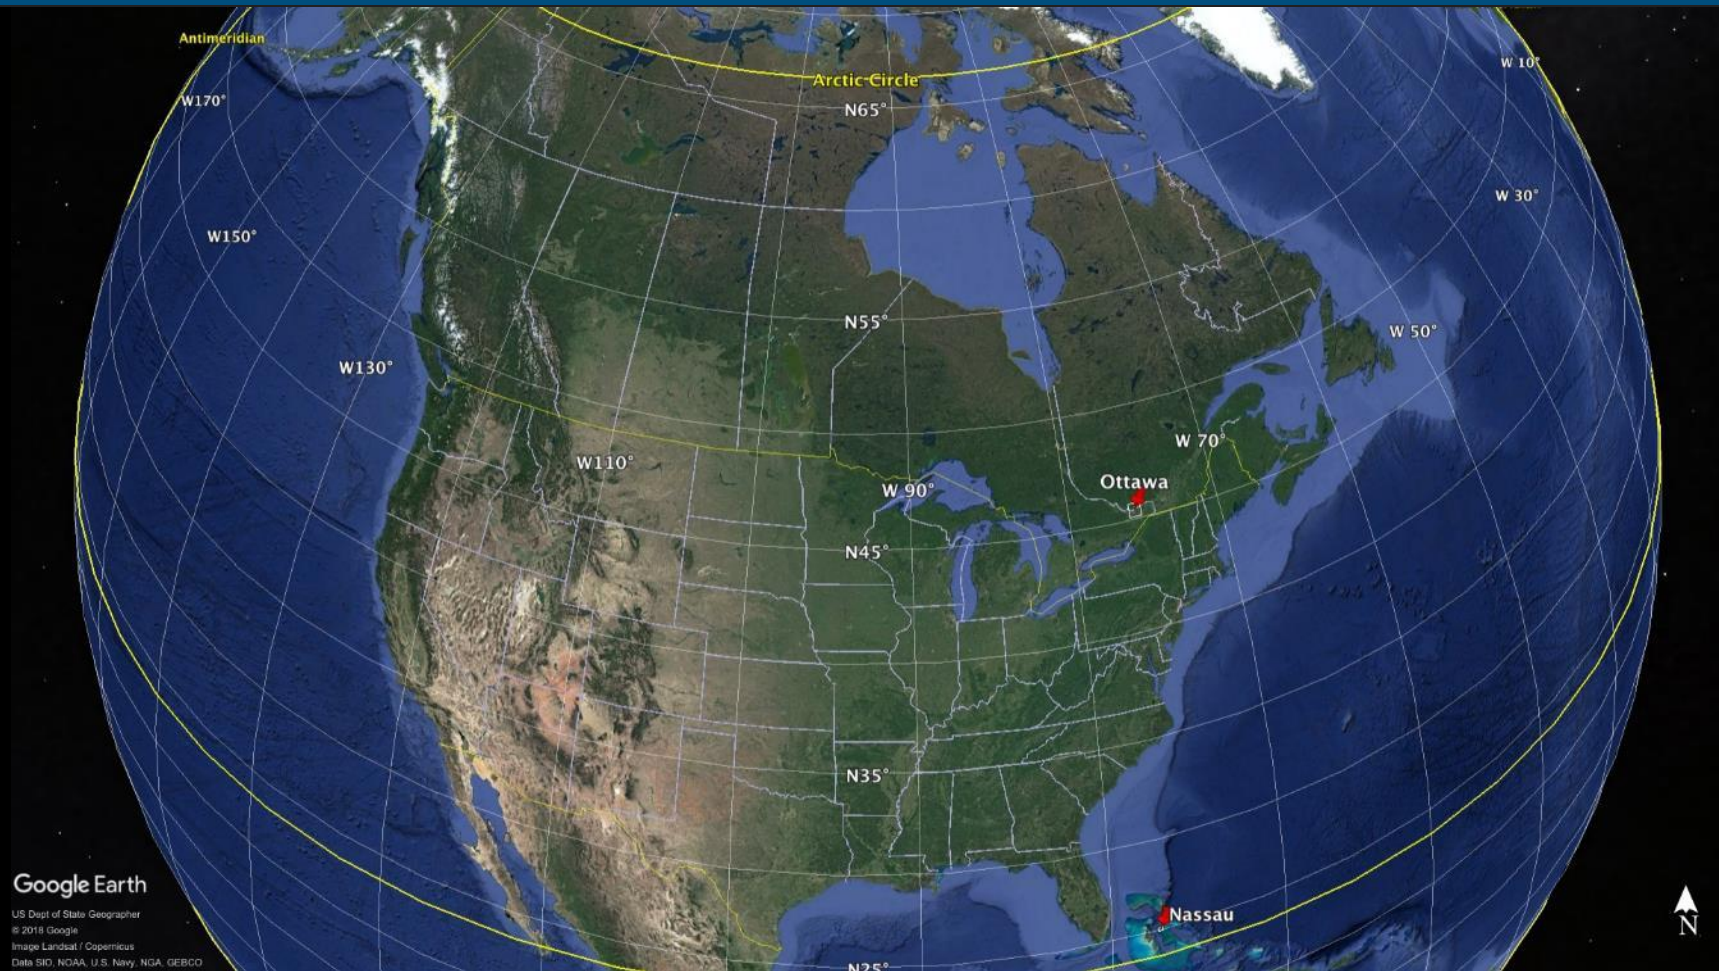 Antimeridian
W 10°
Arctic Circle
W170°
N65°
W 30°
W150°
N55°
W 50°
W130°
W 70°
W110°
Ottawa
W 90°
N45°
N35°
Google Earth
US Dept of State Geographer
© 2018 Google
Image Landsat / Copernicus
Data SIO, NOAA, U.S. Navy, NGA, GEBCO
Nassau
N
N25°